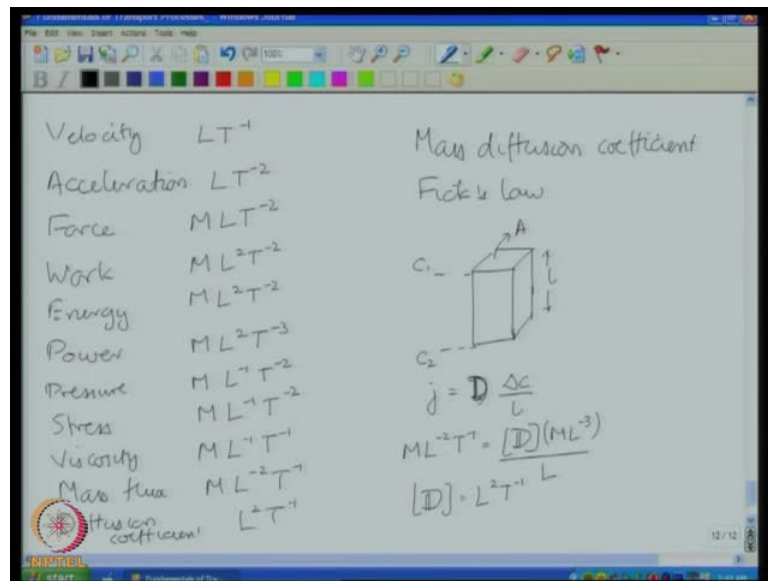 Fundamentals of Transport Processes_ - Windows Journal
File Edit View Insert Actions Tools Help
100%
B I
Velocity LT⁻¹
Acceleration LT⁻²
Force MLT⁻²
Work ML²T⁻²
Energy ML²T⁻²
Power ML²T⁻³
Pressure ML⁻¹T⁻²
Stress ML⁻¹T⁻²
Viscosity ML⁻¹T⁻¹
Mass flux ML⁻²T⁻¹
Diffusion coefficient L²T⁻¹
Mass diffusion coefficient
Fick's law
A
C₁
L
C₂
j = D ΔC / L
ML⁻²T⁻¹ = [D](ML⁻³) / L
[D] = L²T⁻¹
12 / 12
NPTEL
start